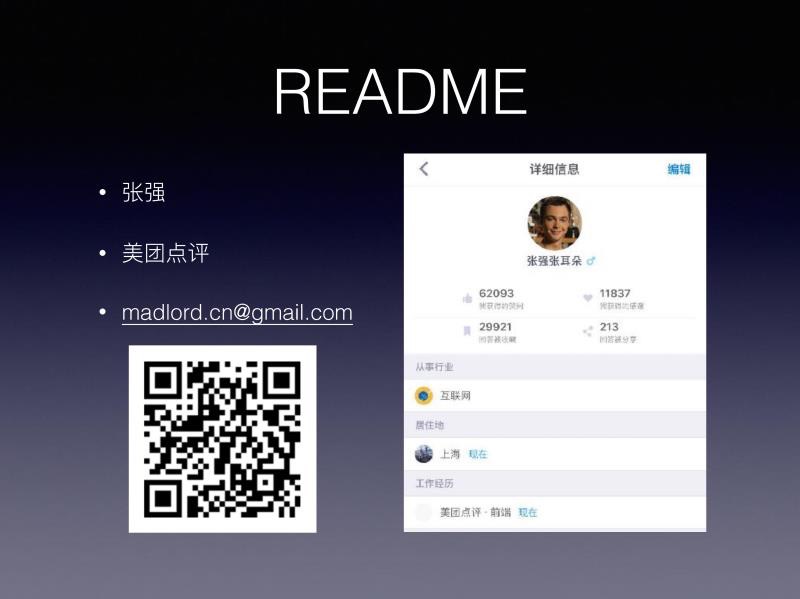 README
张强
美团点评
madlord.cn@gmail.com
详细信息
编辑
张强张耳朵
62093
我获得的赞同
11837
我获得的感谢
29921
回答被收藏
213
回答被分享
从事行业
互联网
居住地
上海 现在
工作经历
美团点评 · 前端 现在